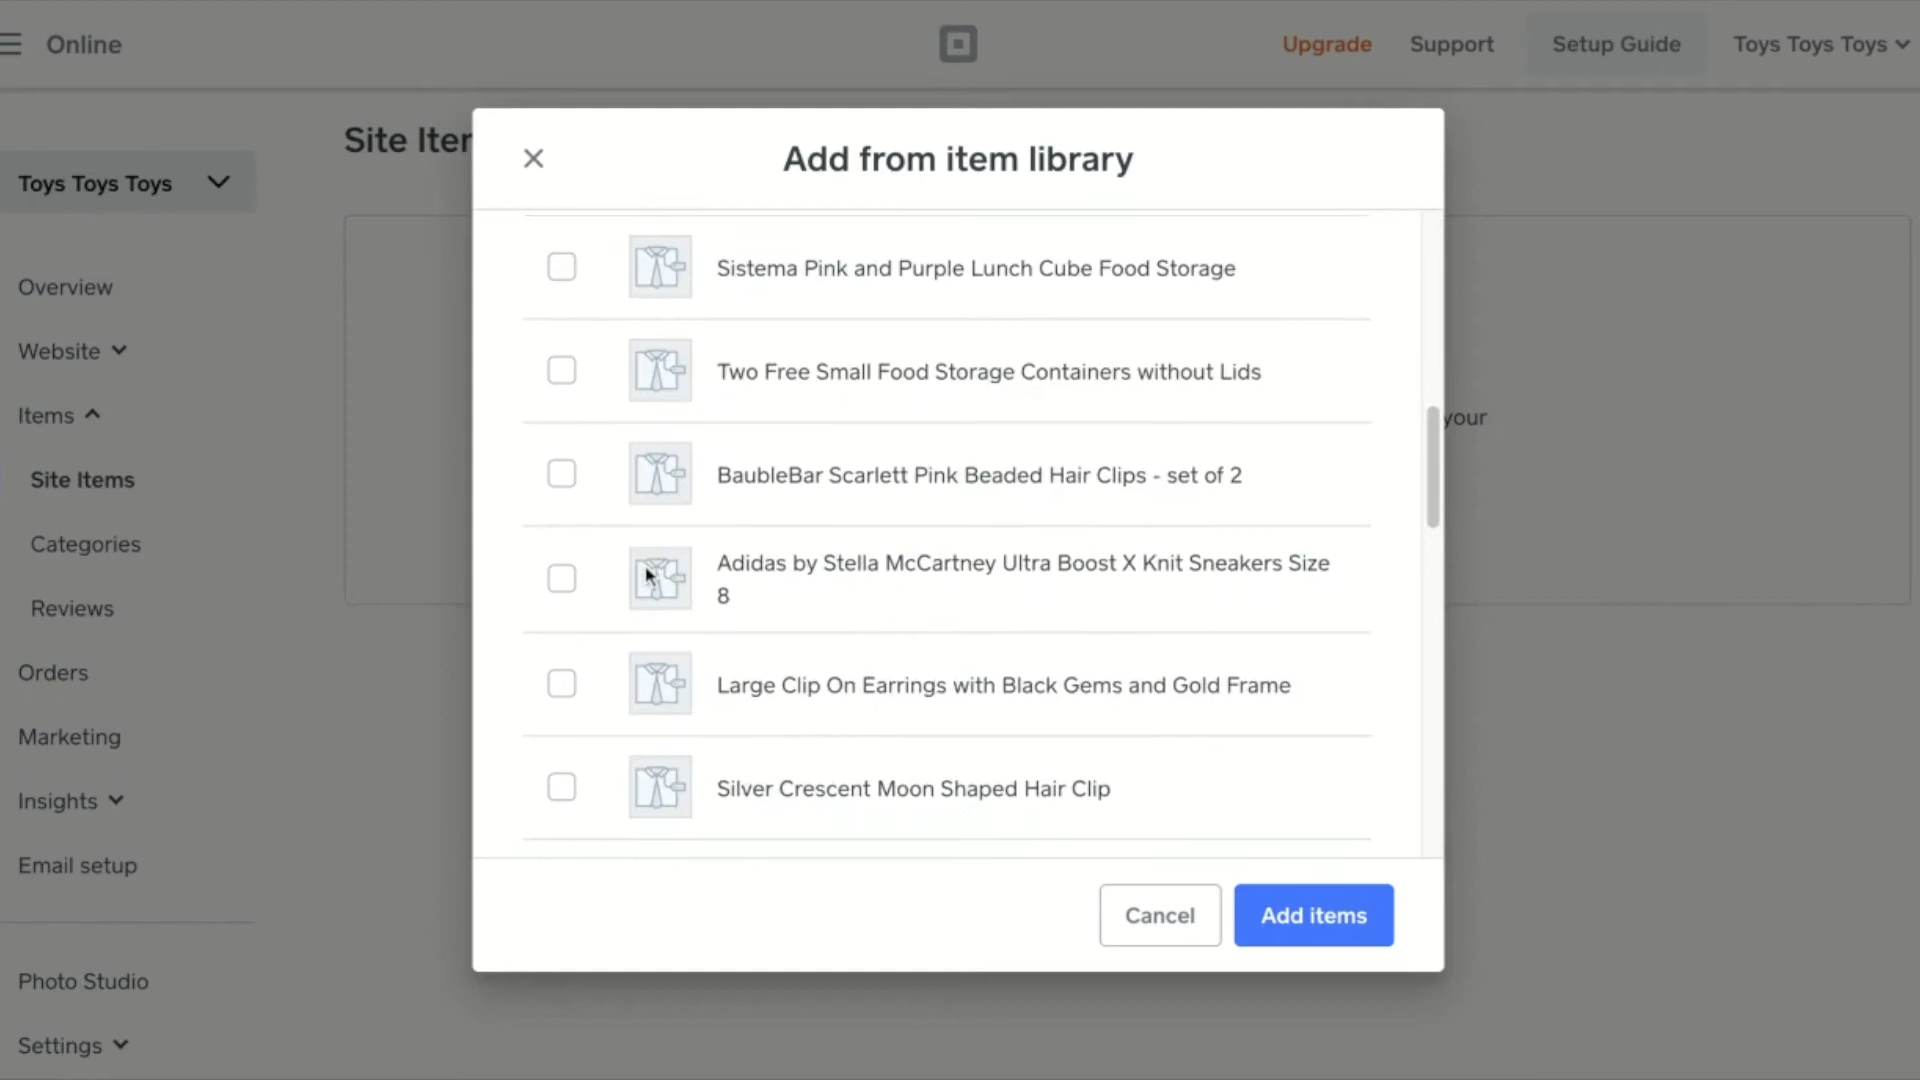 Online
Upgrade
Support
Setup Guide
Toys Toys Toys
Toys Toys Toys
Overview
Website
Items
Site Items
Categories
Reviews
Orders
Marketing
Insights
Email setup
Photo Studio
Settings
Site Iter
your
Add from item library
Sistema Pink and Purple Lunch Cube Food Storage
Two Free Small Food Storage Containers without Lids
BaubleBar Scarlett Pink Beaded Hair Clips - set of 2
Adidas by Stella McCartney Ultra Boost X Knit Sneakers Size
8
Large Clip On Earrings with Black Gems and Gold Frame
Silver Crescent Moon Shaped Hair Clip
Cancel
Add items